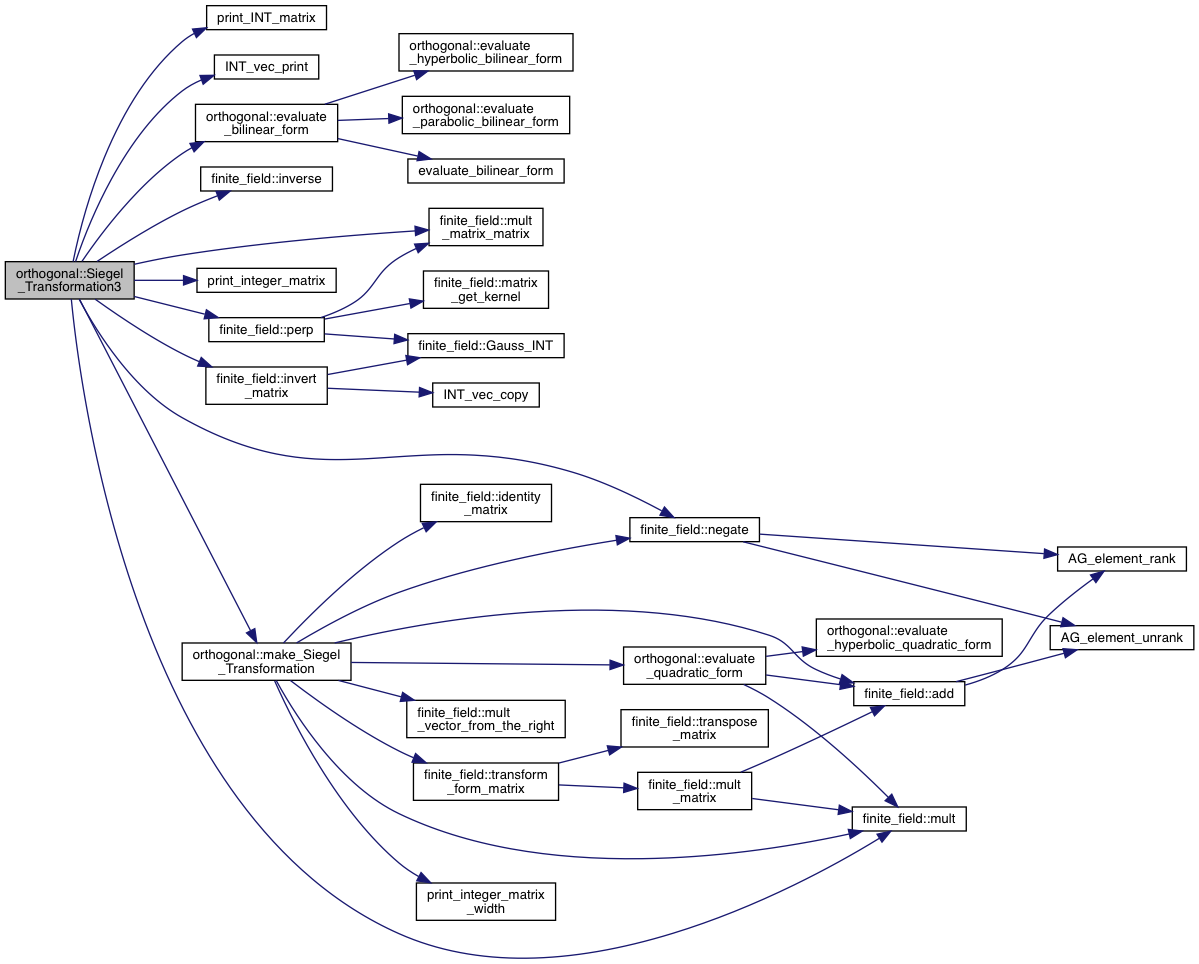 print_INT_matrix
INT_vec_print
orthogonal::evaluate
_bilinear_form
orthogonal::evaluate
_hyperbolic_bilinear_form
orthogonal::evaluate
_parabolic_bilinear_form
evaluate_bilinear_form
finite_field::inverse
finite_field::mult
_matrix_matrix
orthogonal::Siegel
_Transformation3
print_integer_matrix
finite_field::matrix
_get_kernel
finite_field::perp
finite_field::Gauss_INT
finite_field::invert
_matrix
INT_vec_copy
finite_field::identity
_matrix
finite_field::negate
AG_element_rank
AG_element_unrank
orthogonal::make_Siegel
_Transformation
orthogonal::evaluate
_quadratic_form
orthogonal::evaluate
_hyperbolic_quadratic_form
finite_field::add
finite_field::mult
_vector_from_the_right
finite_field::transpose
_matrix
finite_field::transform
_form_matrix
finite_field::mult
_matrix
finite_field::mult
print_integer_matrix
_width